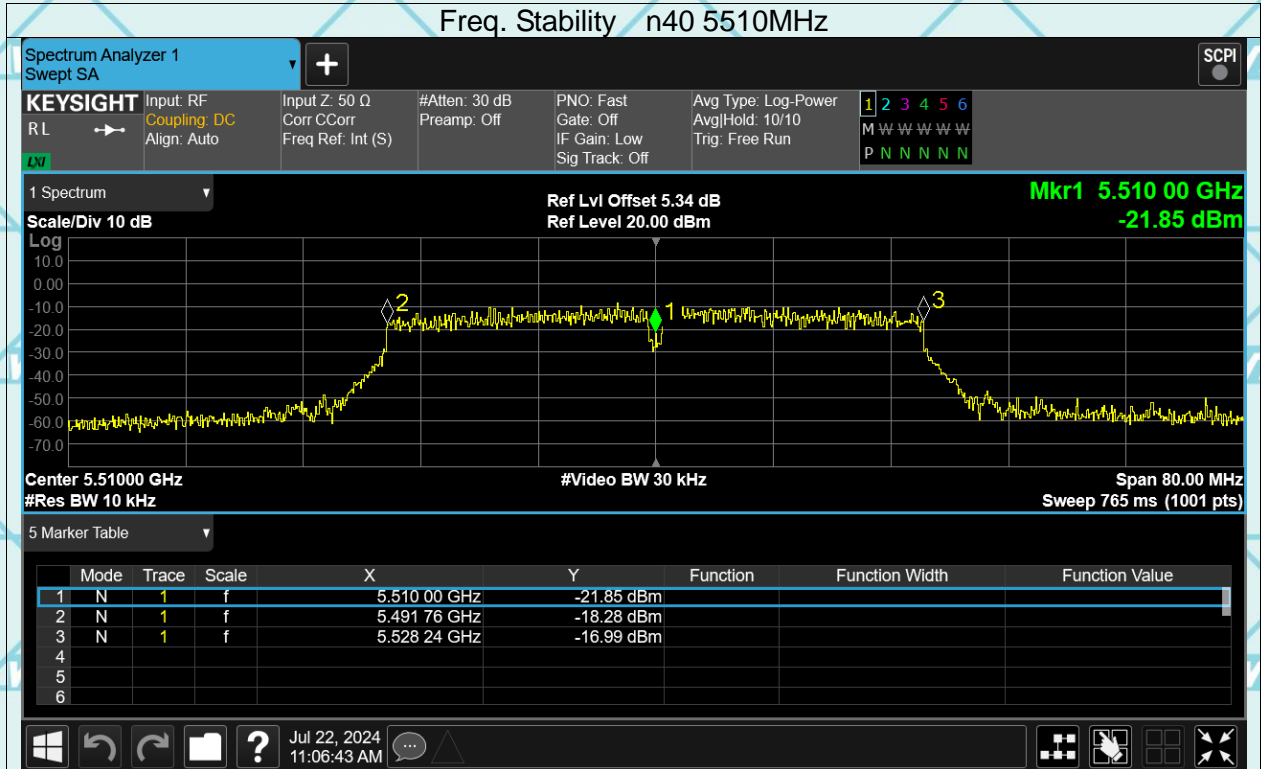 Freq. Stability n40 5510MHz
Spectrum Analyzer 1
Swept SA
SCPI
KEYSIGHT
RL
LXI
Input: RF
Coupling: DC
Align: Auto
Input Z: 50 Ω
Corr CCorr
Freq Ref: Int (S)
#Atten: 30 dB
Preamp: Off
PNO: Fast
Gate: Off
IF Gain: Low
Sig Track: Off
Avg Type: Log-Power
Avg|Hold: 10/10
Trig: Free Run
1 2 3 4 5 6
M W W W W W
P N N N N N
1 Spectrum
Scale/Div 10 dB
Ref Lvl Offset 5.34 dB
Ref Level 20.00 dBm
Mkr1 5.510 00 GHz
-21.85 dBm
Log
10.0
0.00
-10.0
-20.0
-30.0
-40.0
-50.0
-60.0
-70.0
2
1
3
Center 5.51000 GHz
#Res BW 10 kHz
#Video BW 30 kHz
Span 80.00 MHz
Sweep 765 ms (1001 pts)
5 Marker Table
Mode Trace Scale X Y Function Function Width Function Value
1 N 1 f 5.510 00 GHz -21.85 dBm
2 N 1 f 5.491 76 GHz -18.28 dBm
3 N 1 f 5.528 24 GHz -16.99 dBm
4
5
6
?
Jul 22, 2024
11:06:43 AM